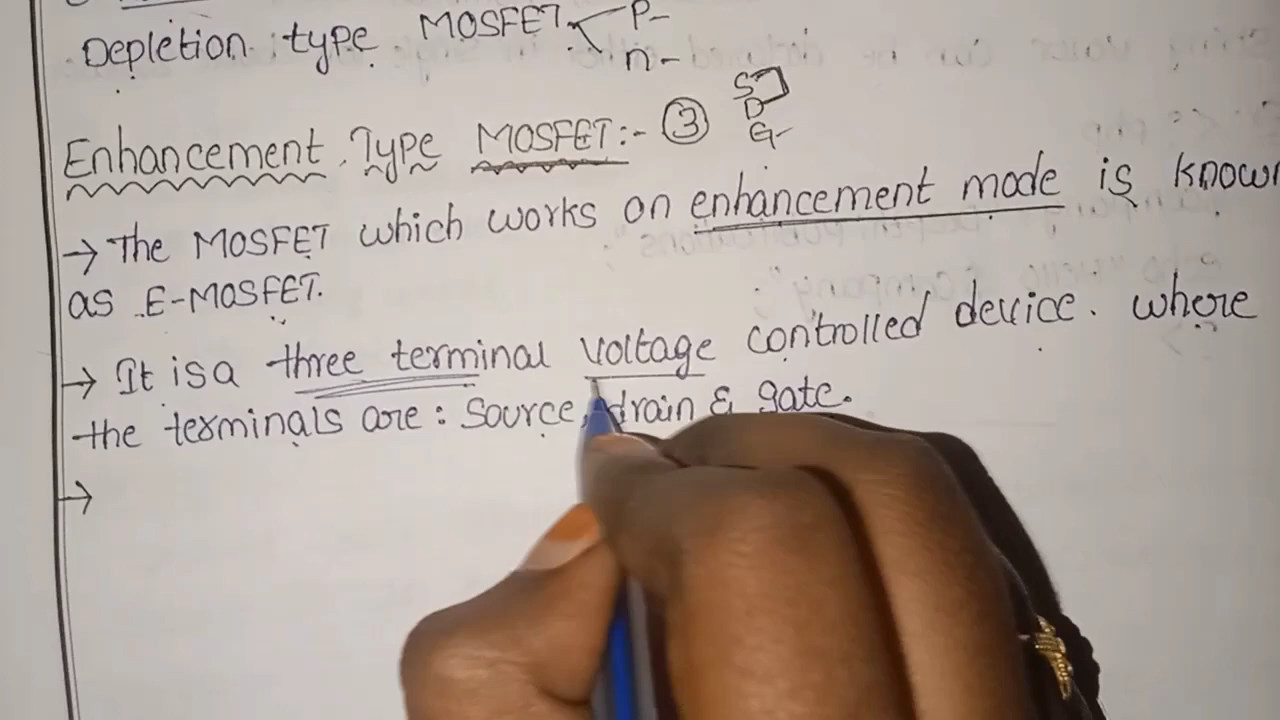 Depletion type MOSFET P-
n-
Enhancement Type MOSFET:- ③ S
D
G-
→ The MOSFET which works on enhancement mode is known
as E-MOSFET.
→ It is a three terminal voltage controlled device. where
the terminals are: Source, drain & gate.
→